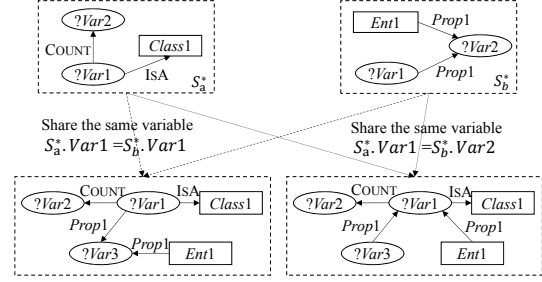 ?Var2
COUNT
Class1
?Var1
ISA
S*a
Ent1
Prop1
?Var2
?Var1
Prop1
S*b
Share the same variable
S*a.Var1 =S*b.Var1
Share the same variable
S*a.Var1 =S*b.Var2
?Var2
COUNT
?Var1
ISA
Class1
Prop1
?Var3
Prop1
Ent1
?Var2
COUNT
?Var1
ISA
Class1
Prop1
Prop1
?Var3
Ent1